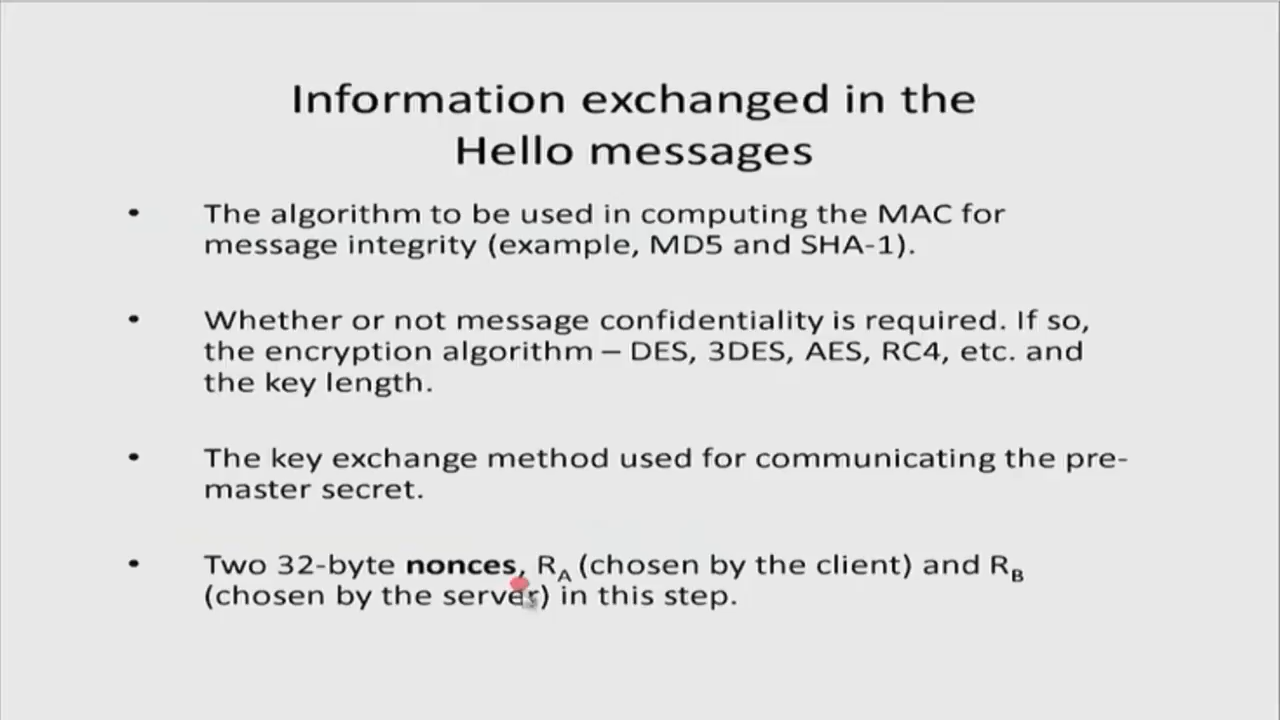 Information exchanged in the
Hello messages
• The algorithm to be used in computing the MAC for
message integrity (example, MD5 and SHA-1).
• Whether or not message confidentiality is required. If so,
the encryption algorithm – DES, 3DES, AES, RC4, etc. and
the key length.
• The key exchange method used for communicating the pre-
master secret.
• Two 32-byte nonces, RA (chosen by the client) and RB
(chosen by the server) in this step.